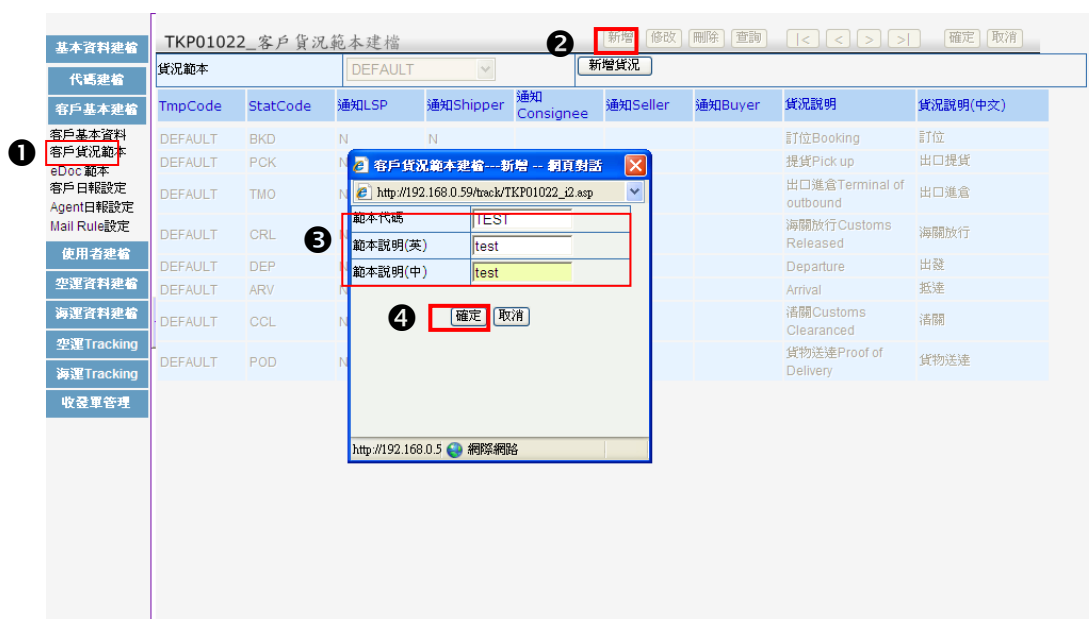 TKP01022_客戶貨況範本建檔
❷
新增 修改 刪除 查詢 |< < > >| 確定 取消
貨況範本 DEFAULT 新增貨況
基本資料建檔
代碼建檔
客戶基本建檔
客戶基本資料
❶
客戶貨況範本
eDoc 範本
客戶日報設定
Agent日報設定
Mail Rule設定
使用者建檔
空運資料建檔
海運資料建檔
空運Tracking
海運Tracking
收發單管理
TmpCode StatCode 通知LSP 通知Shipper 通知Consignee 通知Seller 通知Buyer 貨況說明 貨況說明(中文)
DEFAULT BKD N N 訂位Booking 訂位
DEFAULT PCK N 提貨Pick up 出口提貨
DEFAULT TMO N 出口進倉Terminal of
outbound 出口進倉
DEFAULT CRL 海關放行Customs
Released 海關放行
DEFAULT DEP Departure 出發
DEFAULT ARV N Arrival 抵達
DEFAULT CCL N 清關Customs
Clearanced 清關
DEFAULT POD N 貨物送達Proof of
Delivery 貨物送達
客戶貨況範本建檔---新增 -- 網頁對話
http://192.168.0.59/track/TKP01022_i2.asp
❸
範本代碼 TEST
範本說明(英) test
範本說明(中) test
❹
確定 取消
http://192.168.0.5 網際網路